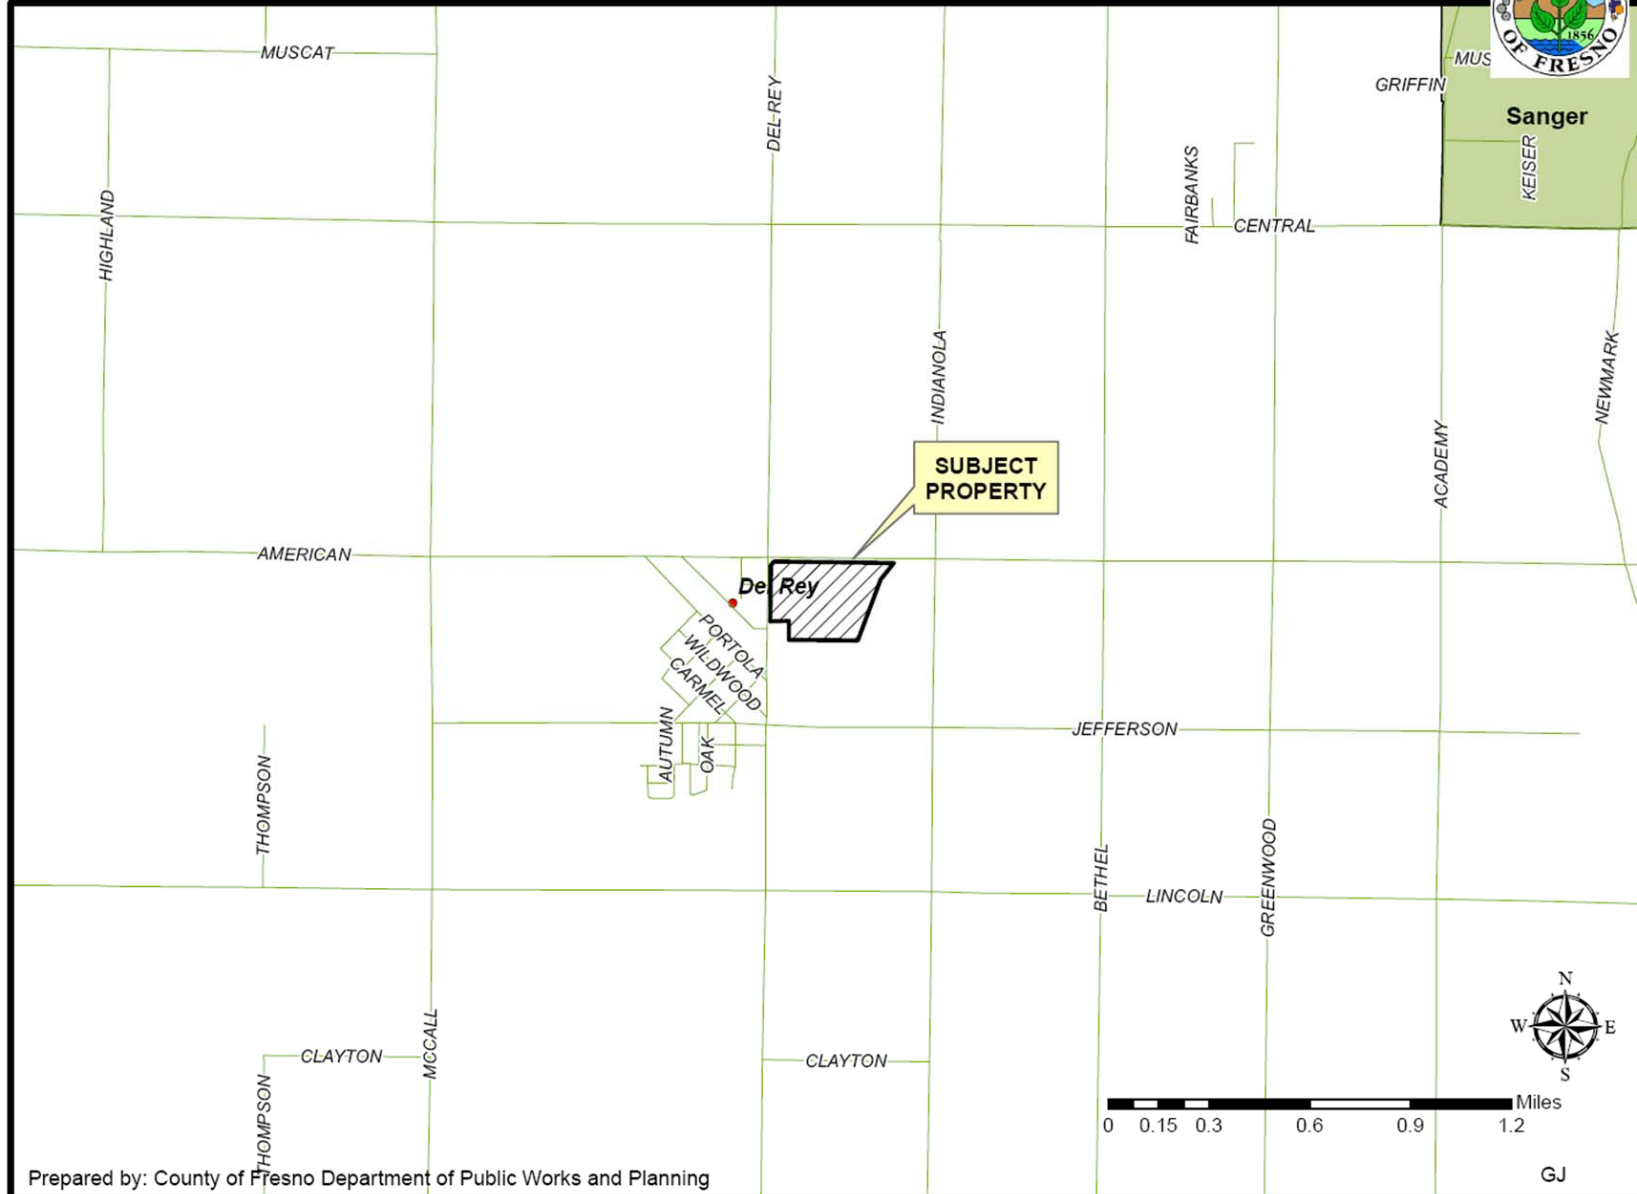 MUSCAT
DEL REY
GRIFFIN
MUS
1856
OF FRESNO
Sanger
KEISER
FAIRBANKS
HIGHLAND
CENTRAL
INDIANOLA
NEWMARK
ACADEMY
SUBJECT
PROPERTY
AMERICAN
Del Rey
PORTOLA
WILDWOOD
CARMEL
AUTUMN
OAK
JEFFERSON
THOMPSON
BETHEL
GREENWOOD
LINCOLN
MCCALL
CLAYTON
CLAYTON
THOMPSON
N
W E
S
Miles
0 0.15 0.3 0.6 0.9 1.2
Prepared by: County of Fresno Department of Public Works and Planning
GJ